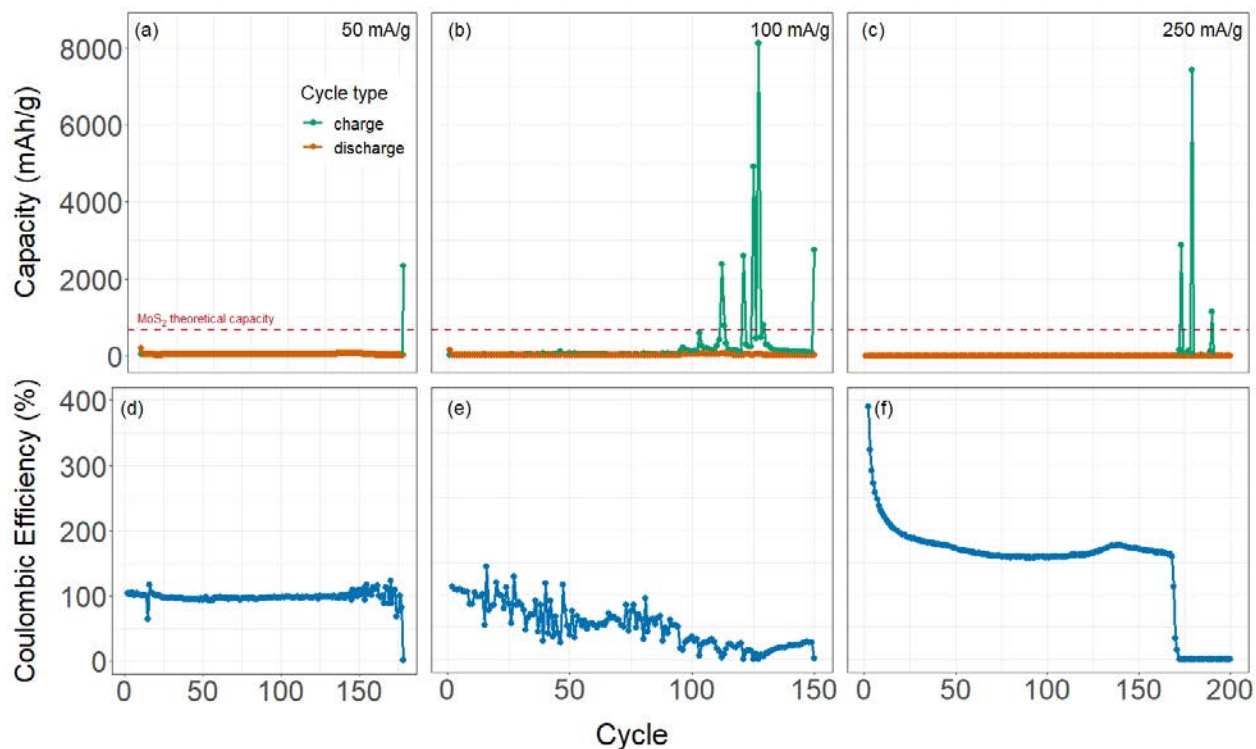 (a) 50 mA/g
(b) 100 mA/g
(c) 250 mA/g
Capacity (mAh/g)
8000
6000
4000
2000
0
Cycle type
charge
discharge
MoS₂ theoretical capacity
(d)
(e)
(f)
Coulombic Efficiency (%)
400
300
200
100
0
0 50 100 150
0 50 100 150
0 50 100 150 200
Cycle